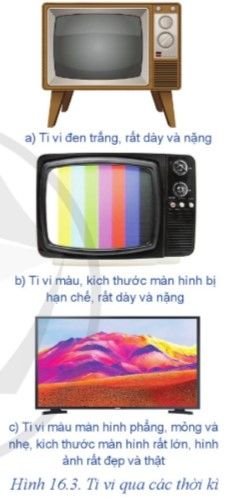 a) Ti vi đen trắng, rất dày và nặng
b) Ti vi màu, kích thước màn hình bị
hạn chế, rất dày và nặng
c) Ti vi màu màn hình phẳng, mỏng và
nhẹ, kích thước màn hình rất lớn, hình
ảnh rất đẹp và thật
Hình 16.3. Ti vi qua các thời kì